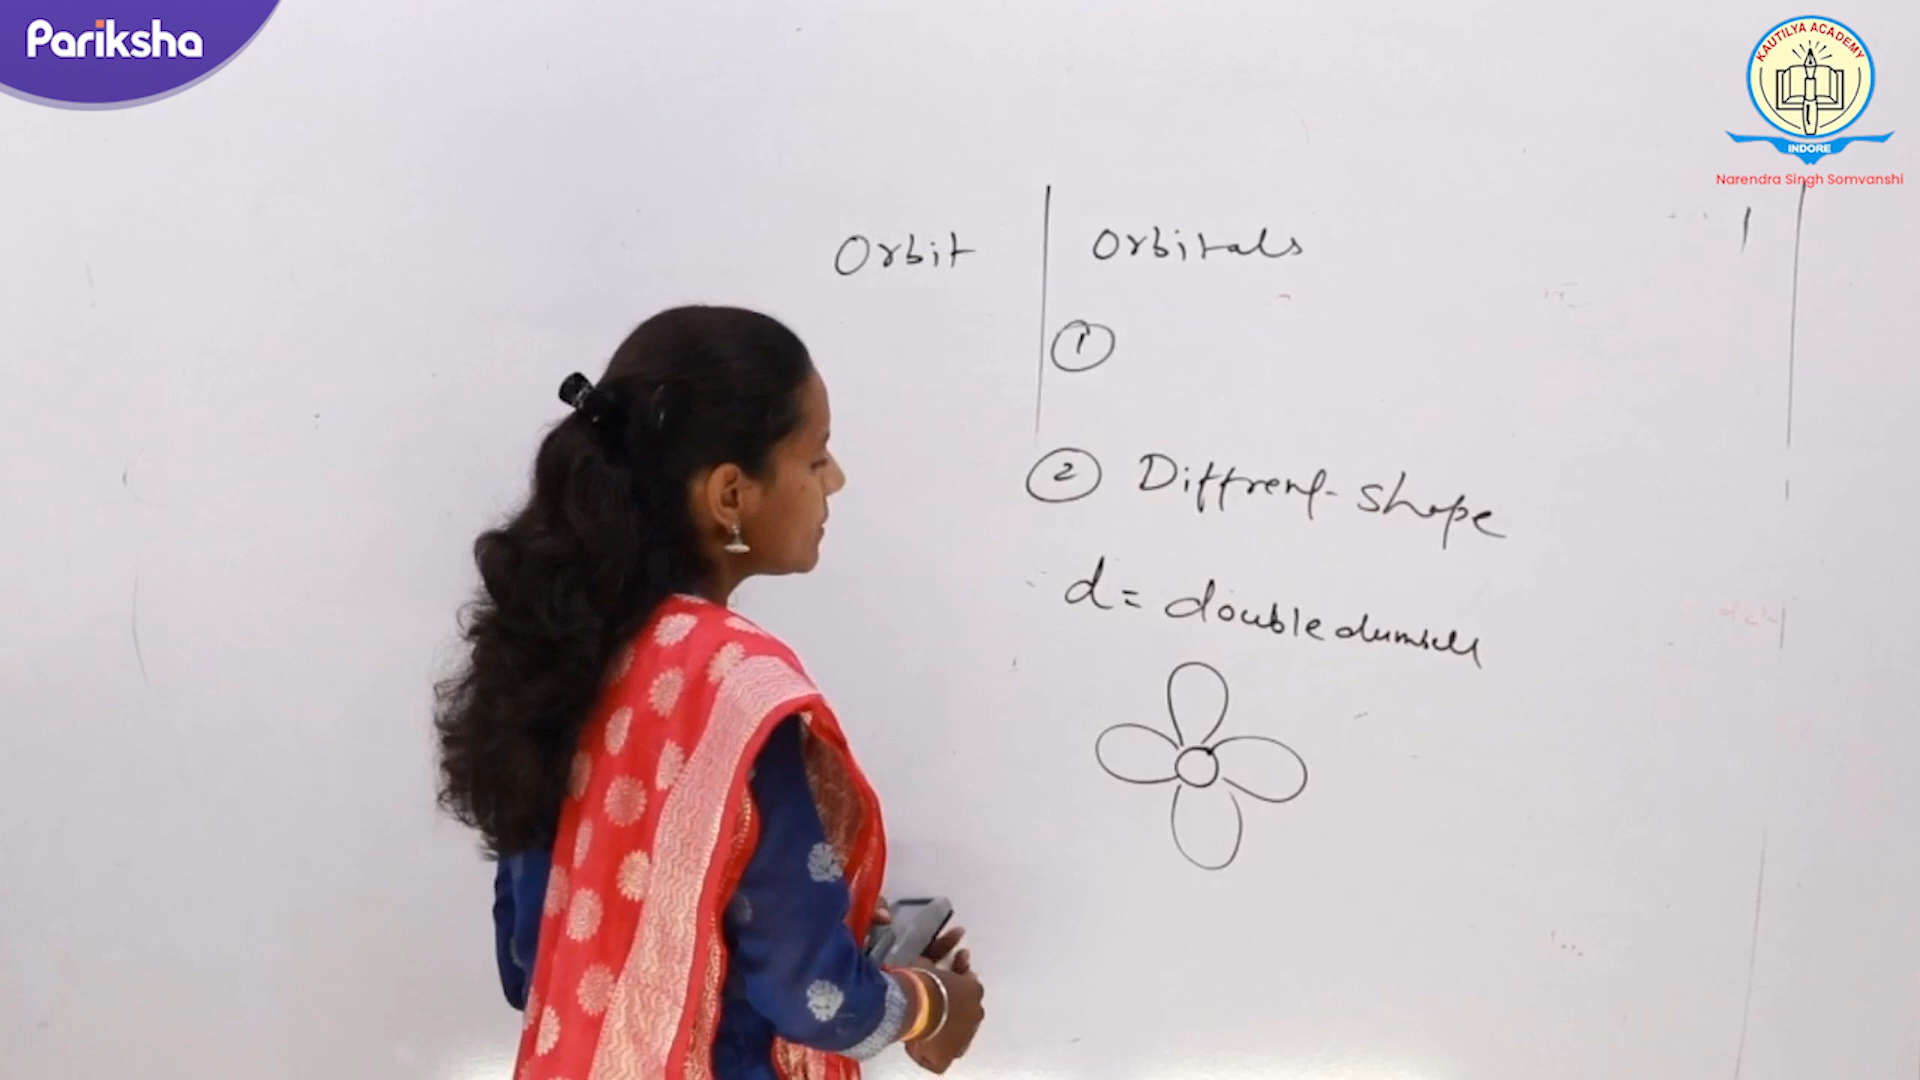 Pariksha
KAUTILYA ACADEMY
INDORE
Narendra Singh Somvanshi
Orbit
Orbitals
1
2 Diffrent shape
d = double dumbell